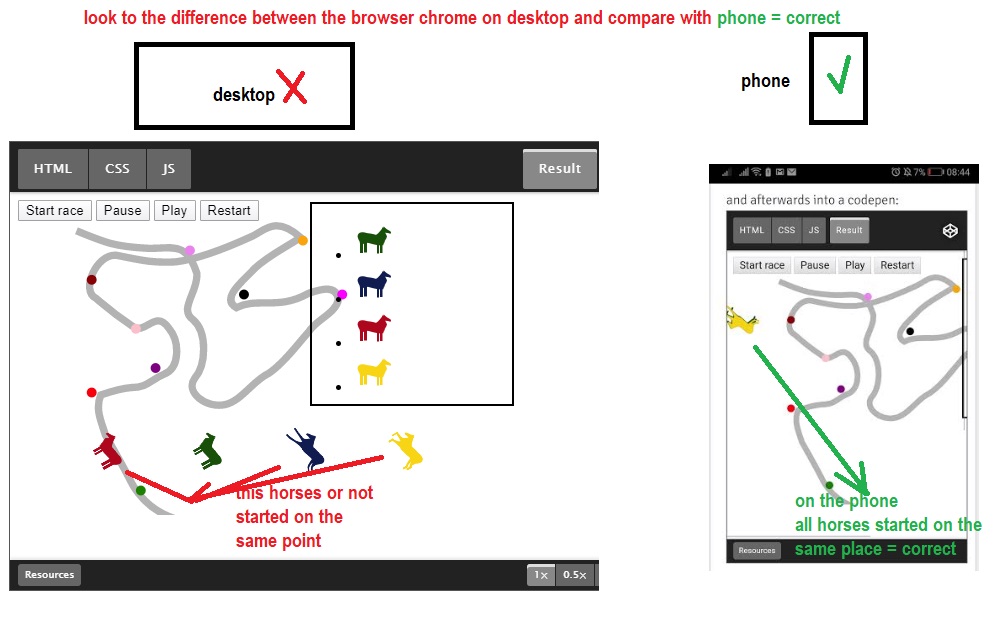 look to the difference between the browser chrome on desktop and compare with phone = correct
desktop
phone
HTML CSS JS Result
Start race Pause Play Restart
this horses or not
started on the
same point
Resources 1x 0.5x
7% 08:44
and afterwards into a codepen:
HTML CSS JS Result
Start race Pause Play Restart
on the phone
all horses started on the
same place = correct
Resources